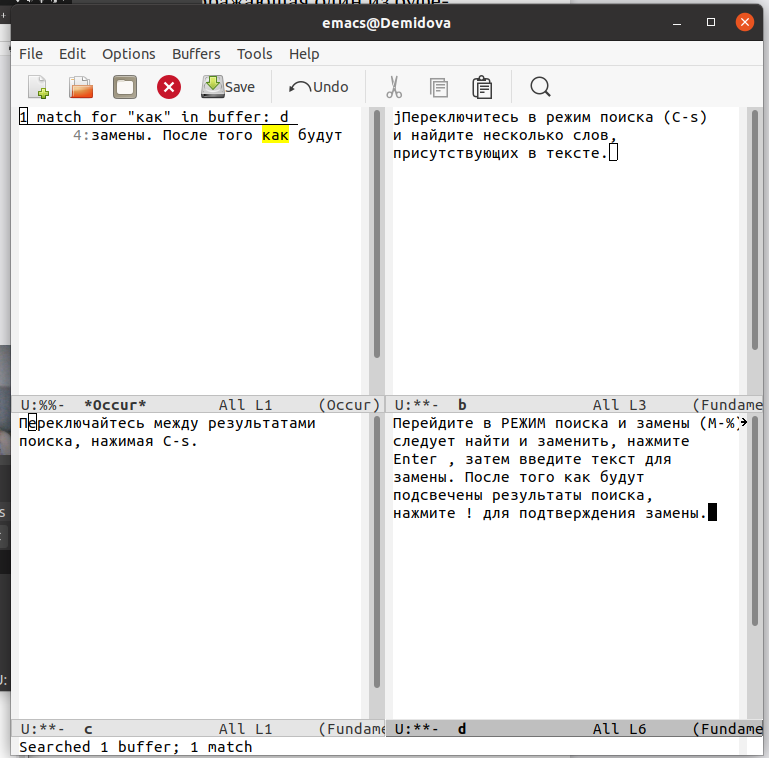 emacs@Demidova
File Edit Options Buffers Tools Help
Save Undo
1 match for "как" in buffer: d
4:замены. После того как будут
U:%%- *Occur* All L1 (Occur)
jПереключитесь в режим поиска (C-s)
и найдите несколько слов,
присутствующих в тексте.
U:**- b All L3 (Fundame
Переключайтесь между результатами
поиска, нажимая C-s.
U:**- c All L1 (Fundame
Перейдите в РЕЖИМ поиска и замены (M-%)
следует найти и заменить, нажмите
Enter , затем введите текст для
замены. После того как будут
подсвечены результаты поиска,
нажмите ! для подтверждения замены.
U:**- d All L6 (Fundame
Searched 1 buffer; 1 match